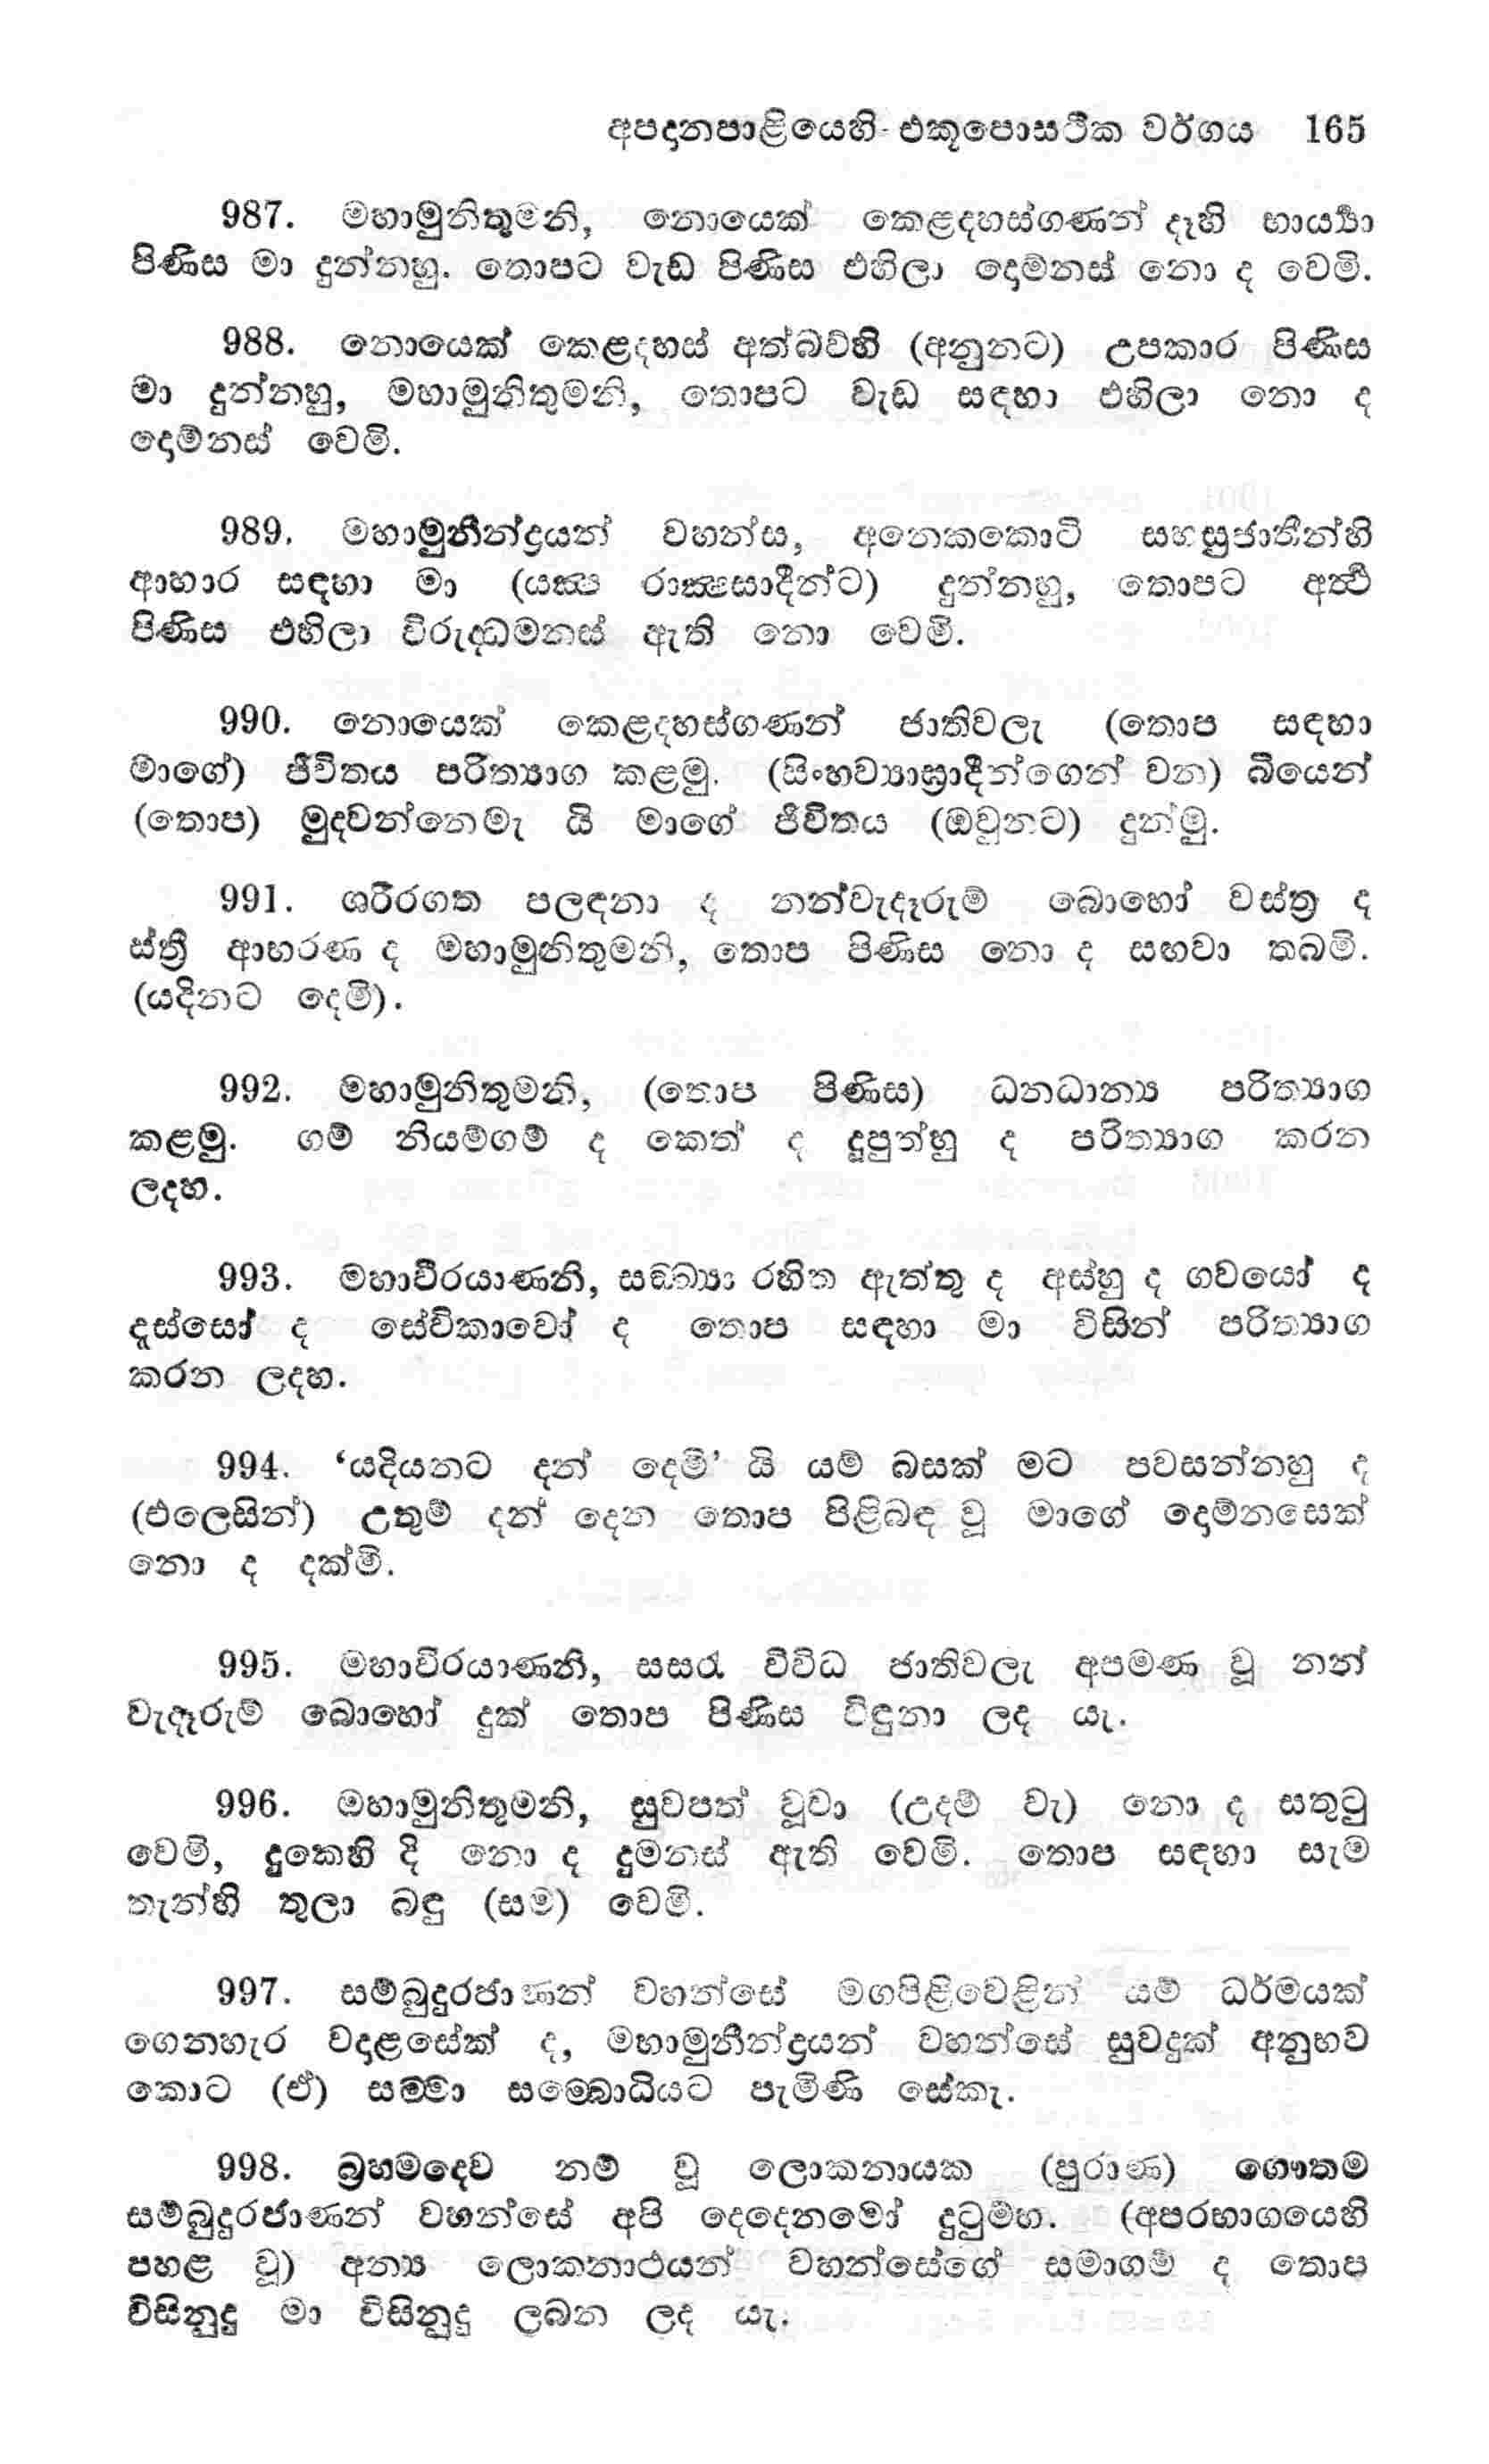 අපදානපාළියෙහි එකූපොසථික වර්ගය 165
987. මහාමුනිතුමනි, නොයෙක් කෙළදහස්ගණන් දෑහි භාර්‍ය්‍යා
පිණිස මා දුන්නහු. තොපට වැඩ පිණිස එහිලා දොම්නස් නො ද වෙමි.
988. නොයෙක් කෙළදහස් අත්බව්හි (අනුනට) උපකාර පිණිස
මා දුන්නහු, මහාමුනිතුමනි, තොපට වැඩ සඳහා එහිලා නො ද
දොම්නස් වෙමි.
989. මහාමුනීන්ද්‍රයන් වහන්ස, අනෙකකොටි සහසුජාතීන්හි
ආහාර සඳහා මා (යක්‍ෂ රාක්‍ෂසාදීන්ට) දුන්නහු, තොපට අර්‍ත්‍ථ
පිණිස එහිලා විරුද්‍ධමනස් ඇති නො වෙමි.
990. නොයෙක් කෙළදහස්ගණන් ජාතිවලැ (තොප සඳහා
මාගේ) ජීවිතය පරිත්‍යාග කළමු. (සිංහව්‍යාඝ්‍රාදීන්ගෙන් වන) බියෙන්
(තොප) මුදවන්නෙමැ යි මාගේ ජීවිතය (ඔවුනට) දුන්මු.
991. ශරීරගත පලඳනා ද නන්වැදෑරුම් බොහෝ වස්ත්‍ර ද
ස්ත්‍රී ආභරණ ද මහාමුනිතුමනි, තොප පිණිස නො ද සඟවා තබමි.
(යදිනට දෙමි).
992. මහාමුනිතුමනි, (තොප පිණිස) ධනධාන්‍ය පරිත්‍යාග
කළමු. ගම් නියම්ගම් ද කෙත් ද දූපුත්හු ද පරිත්‍යාග කරන
ලදහ.
993. මහාවීරයාණනි, සඞ්ඛ්‍යා රහිත ඇත්තු ද අස්හු ද ගවයෝ ද
දැස්සෝ ද සේවිකාවෝ ද තොප සඳහා මා විසින් පරිත්‍යාග
කරන ලදහ.
994. ‘යදියනට දන් දෙමි’ යි යම් බසක් මට පවසන්නහු ද
(එලෙසින්) උතුම් දන් දෙන තොප පිළිබඳ වූ මාගේ දොම්නසෙක්
නො ද දක්මි.
995. මහාවීරයාණනි, සසරැ විවිධ ජාතිවලැ අපමණ වූ නන්
වැදෑරුම් බොහෝ දුක් තොප පිණිස විඳුනා ලද යැ.
996. මහාමුනිතුමනි, සුවපත් වූවා (උදම් වැ) නො ද සතුටු
වෙමි, දුකෙහි දි නො ද දුමනස් ඇති වෙමි. තොප සඳහා සැම
තැන්හි තුලා බඳු (සම) වෙමි.
997. සම්බුදුරජාණන් වහන්සේ මගපිළිවෙළින් යම් ධර්මයක්
ගෙනහැර වදාළසේක් ද, මහාමුනීන්ද්‍රයන් වහන්සේ සුවදුක් අනුභව
කොට (ඒ) සම්මා සම්බොධියට පැමිණි සේකැ.
998. බ්‍රහ්මදෙව නම් වූ ලොකනායක (පුරාණ) ගෞතම
සම්බුදුරජාණන් වහන්සේ අපි දෙදෙනමෝ දුටුම්හ. (අපරභාගයෙහි
පහළ වූ) අන්‍ය ලොකනාථයන් වහන්සේගේ සමාගම් ද තොප
විසිනුදු මා විසිනුදු ලබන ලද යැ.